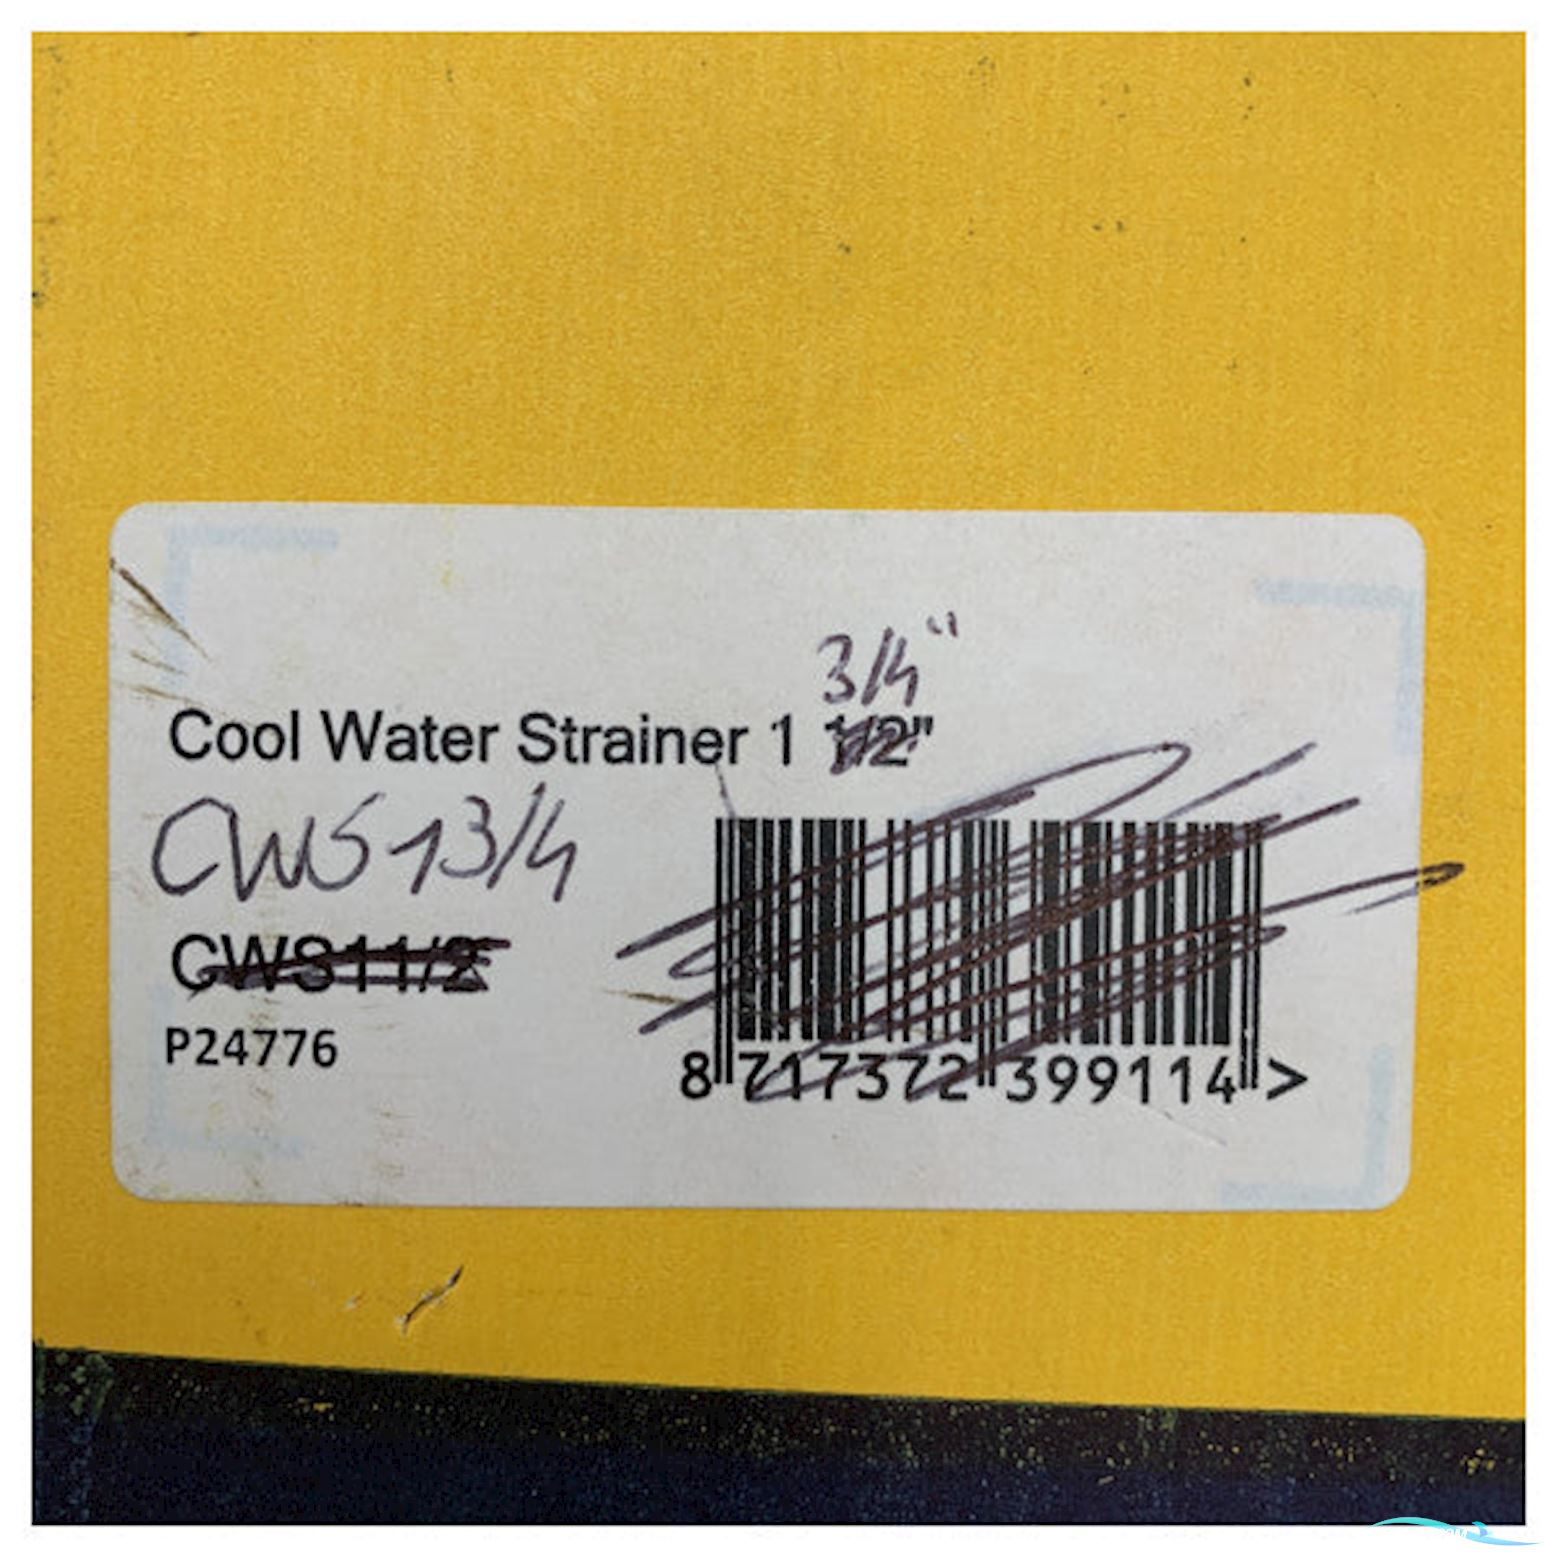 3/4"
Cool Water Strainer 1 1/2"
CWS 1 3/4
CWS11/2
P24776
8 717372 399114 >